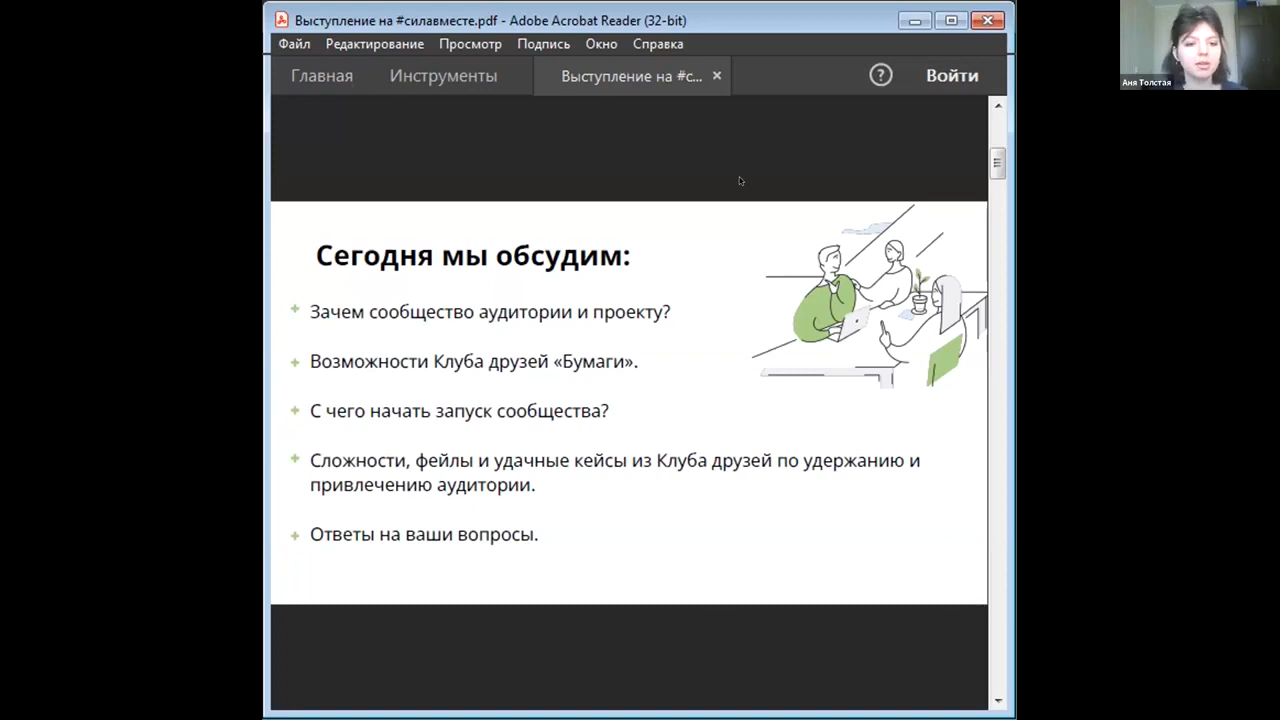 Выступление на #силавместе.pdf - Adobe Acrobat Reader (32-bit)
Файл Редактирование Просмотр Подпись Окно Справка
Главная Инструменты Выступление на #с... × ? Войти
Аня Толстая
Сегодня мы обсудим:
+ Зачем сообщество аудитории и проекту?
+ Возможности Клуба друзей «Бумаги».
+ С чего начать запуск сообщества?
+ Сложности, фейлы и удачные кейсы из Клуба друзей по удержанию и
привлечению аудитории.
+ Ответы на ваши вопросы.